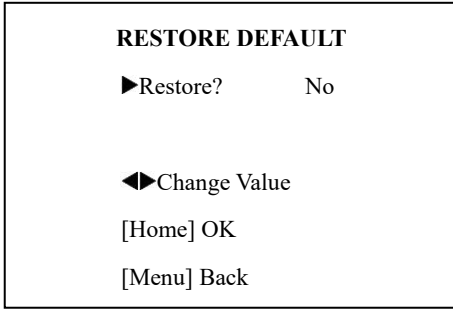 RESTORE DEFAULT
▶Restore? No
◀▶Change Value
[Home] OK
[Menu] Back